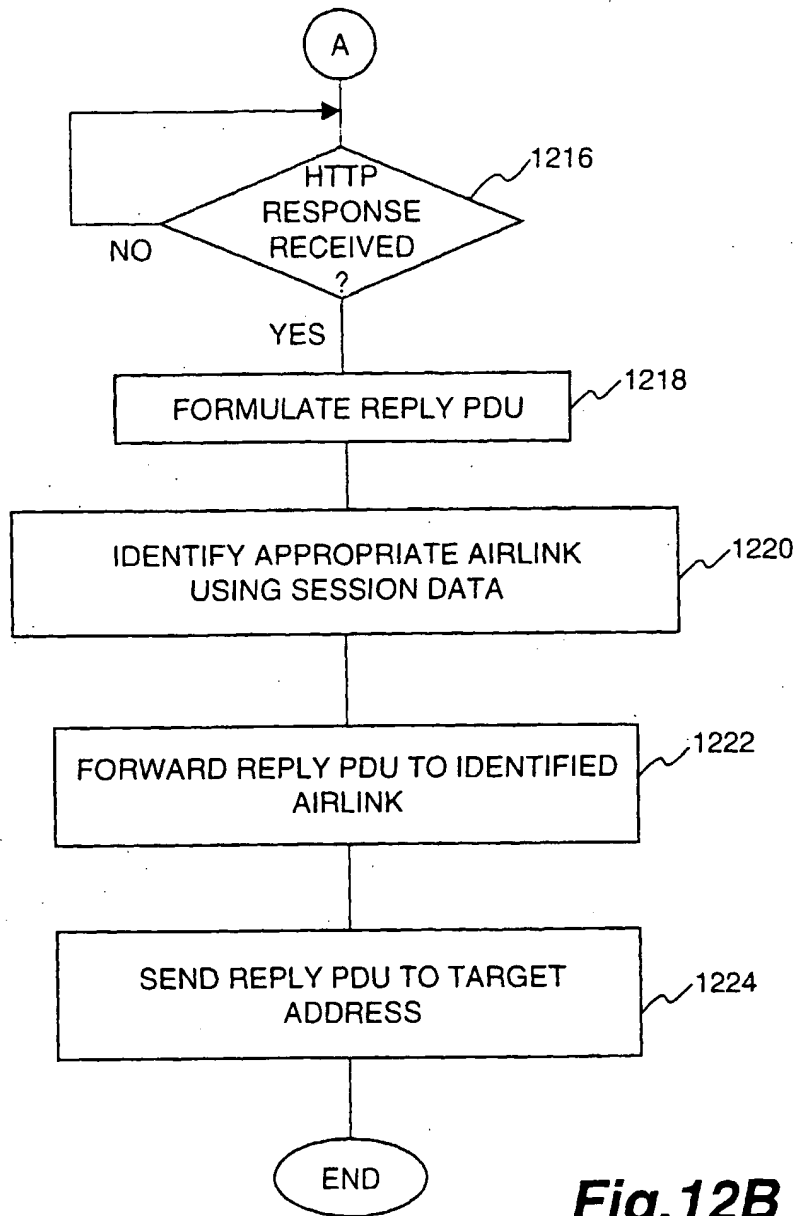 A
HTTP
RESPONSE
RECEIVED
?
1216
NO
YES
FORMULATE REPLY PDU
1218
IDENTIFY APPROPRIATE AIRLINK
USING SESSION DATA
1220
FORWARD REPLY PDU TO IDENTIFIED
AIRLINK
1222
SEND REPLY PDU TO TARGET
ADDRESS
1224
END
Fig.12B